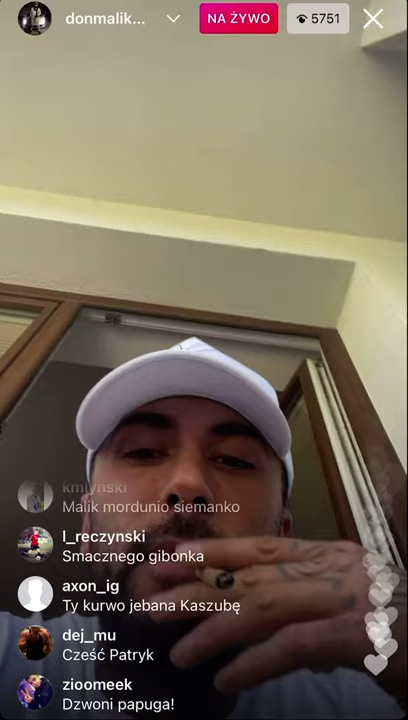 donmalik...
NA ŻYWO
5751
kmlynski
Malik mordunio siemanko
l_reczynski
Smacznego gibonka
axon_ig
Ty kurwo jebana Kaszubę
dej_mu
Cześć Patryk
zioomeek
Dzwoni papuga!